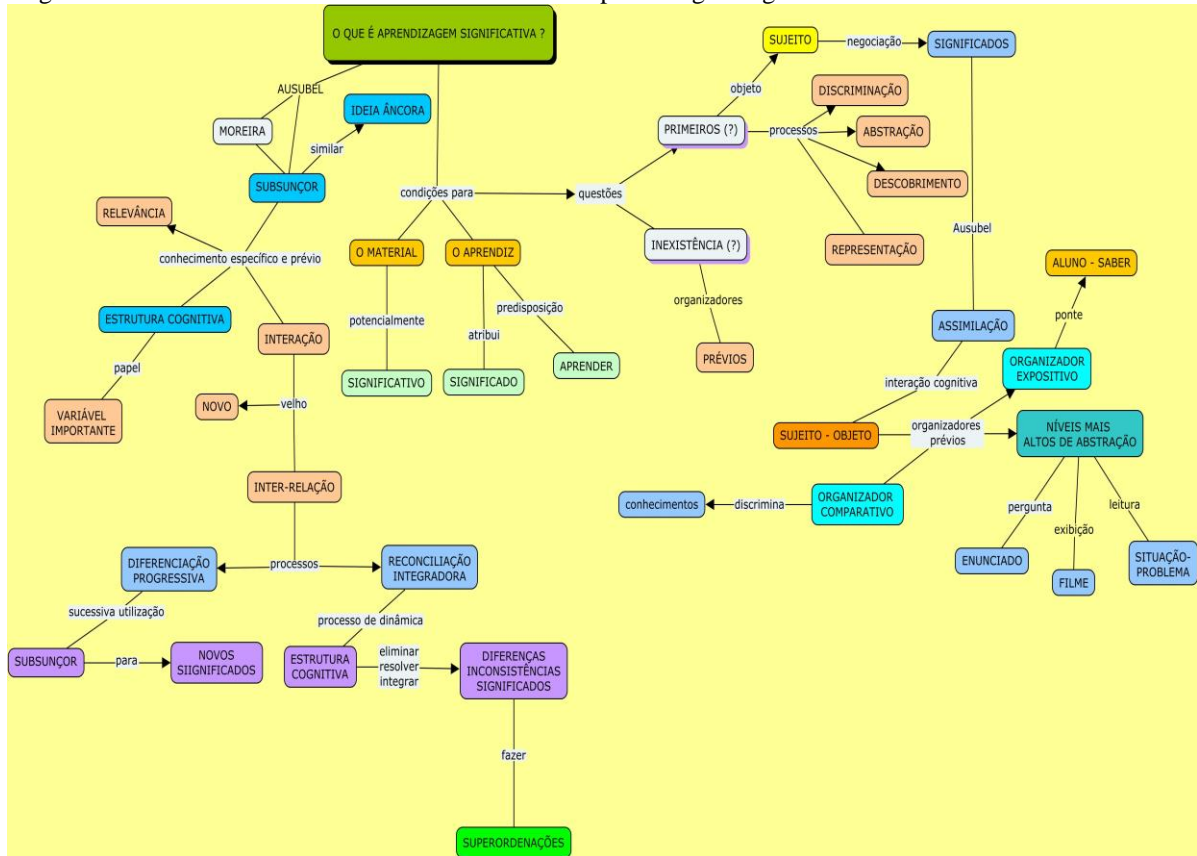 O QUE É APRENDIZAGEM SIGNIFICATIVA ?
AUSUBEL
MOREIRA
IDEIA ÂNCORA
similar
SUBSUNÇOR
RELEVÂNCIA
conhecimento específico e prévio
ESTRUTURA COGNITIVA
papel
VARIÁVEL
IMPORTANTE
INTERAÇÃO
NOVO
velho
INTER-RELAÇÃO
processos
DIFERENCIAÇÃO
PROGRESSIVA
sucessiva utilização
SUBSUNÇOR
para
NOVOS
SIIGNIFICADOS
RECONCILIAÇÃO
INTEGRADORA
processo de dinâmica
ESTRUTURA
COGNITIVA
eliminar
resolver
integrar
DIFERENÇAS
INCONSISTÊNCIAS
SIGNIFICADOS
fazer
SUPERORDENAÇÕES
condições para
O MATERIAL
potencialmente
SIGNIFICATIVO
O APRENDIZ
atribui
SIGNIFICADO
predisposição
APRENDER
questões
PRIMEIROS (?)
objeto
SUJEITO
negociação
SIGNIFICADOS
processos
DISCRIMINAÇÃO
ABSTRAÇÃO
DESCOBRIMENTO
REPRESENTAÇÃO
INEXISTÊNCIA (?)
organizadores
PRÉVIOS
Ausubel
ASSIMILAÇÃO
interação cognitiva
SUJEITO - OBJETO
organizadores
prévios
ORGANIZADOR
EXPOSITIVO
ponte
ALUNO - SABER
ORGANIZADOR
COMPARATIVO
discrimina
conhecimentos
NÍVEIS MAIS
ALTOS DE ABSTRAÇÃO
pergunta
ENUNCIADO
exibição
FILME
leitura
SITUAÇÃO-
PROBLEMA